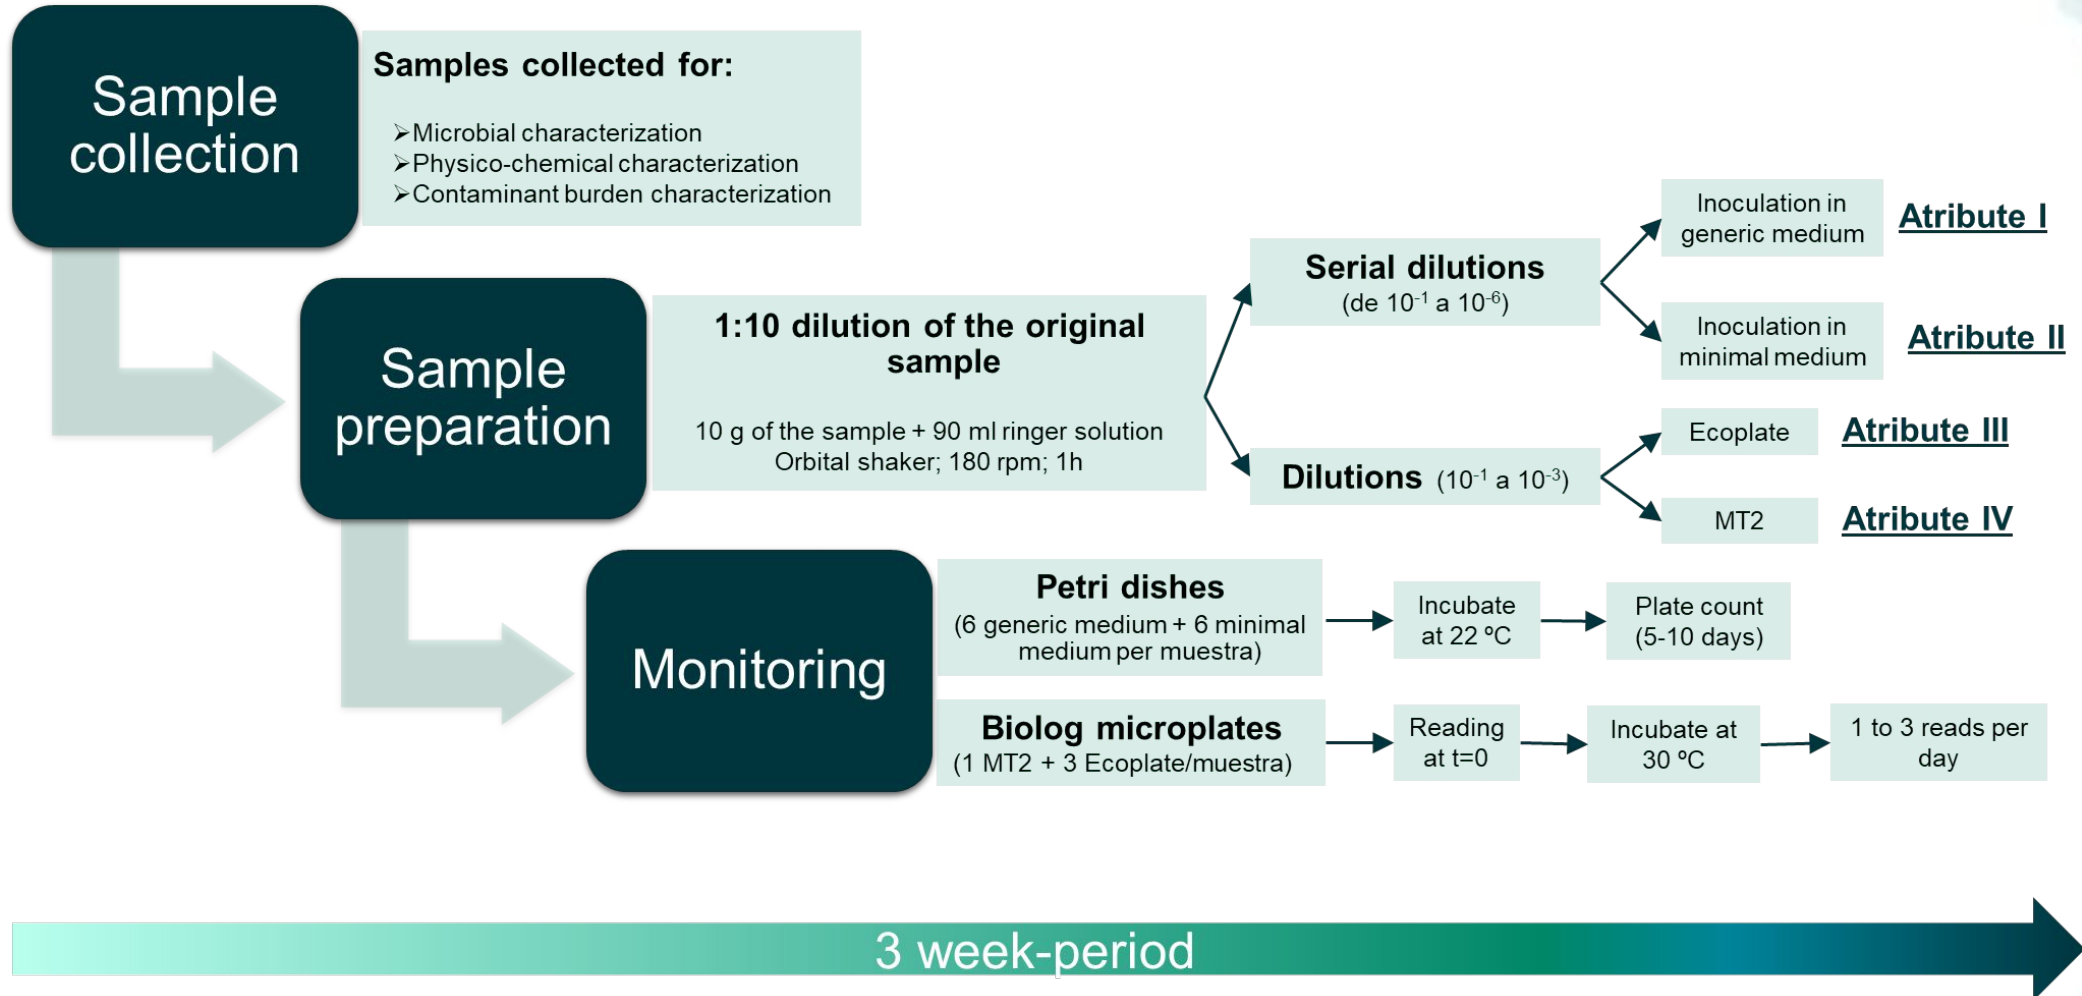 Sample
collection
Samples collected for:
➢Microbial characterization
➢Physico-chemical characterization
➢Contaminant burden characterization
Sample
preparation
1:10 dilution of the original
sample
10 g of the sample + 90 ml ringer solution
Orbital shaker; 180 rpm; 1h
Serial dilutions
(de 10⁻¹ a 10⁻⁶)
Inoculation in
generic medium
Atribute I
Inoculation in
minimal medium
Atribute II
Dilutions (10⁻¹ a 10⁻³)
Ecoplate
Atribute III
MT2
Atribute IV
Monitoring
Petri dishes
(6 generic medium + 6 minimal
medium per muestra)
Incubate
at 22 ºC
Plate count
(5-10 days)
Biolog microplates
(1 MT2 + 3 Ecoplate/muestra)
Reading
at t=0
Incubate at
30 ºC
1 to 3 reads per
day
3 week-period